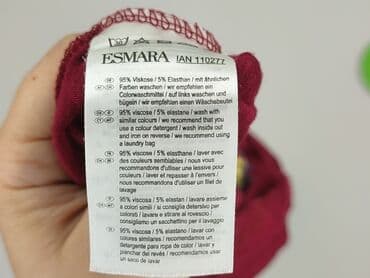 ESMARA IAN 110277
95% Viskose / 5% Elasthan / mit ähnlichen
Farben waschen / wir empfehlen ein
Colorwaschmittel / auf links waschen und
bügeln / wir empfehlen einen Wäschebeutel
95% viscose / 5% elastane / wash with
similar colours / we recommend that you
use a colour detergent / wash inside out
and iron on reverse / we recommend using
a laundry bag
95% viscose / 5% élasthanne / laver avec
des couleurs semblables / nous vous
recommandons d'utiliser une lessive pour
couleurs / laver et repasser à l'envers /
nous recommandons d'utiliser un filet de
lavage
95% viscosa / 5% elastan / lavare assieme
a colori simili / si consiglia detersivo per
colorati / lavare e stirare al rovescio /
consigliamo un sacchettino per il lavaggio
95% viscosa / 5% elastano / lavar con
colores similares / recomendamos un
detergente para ropa de color / lavar y
planchar del revés / recomendamos usar
un saco de lavar